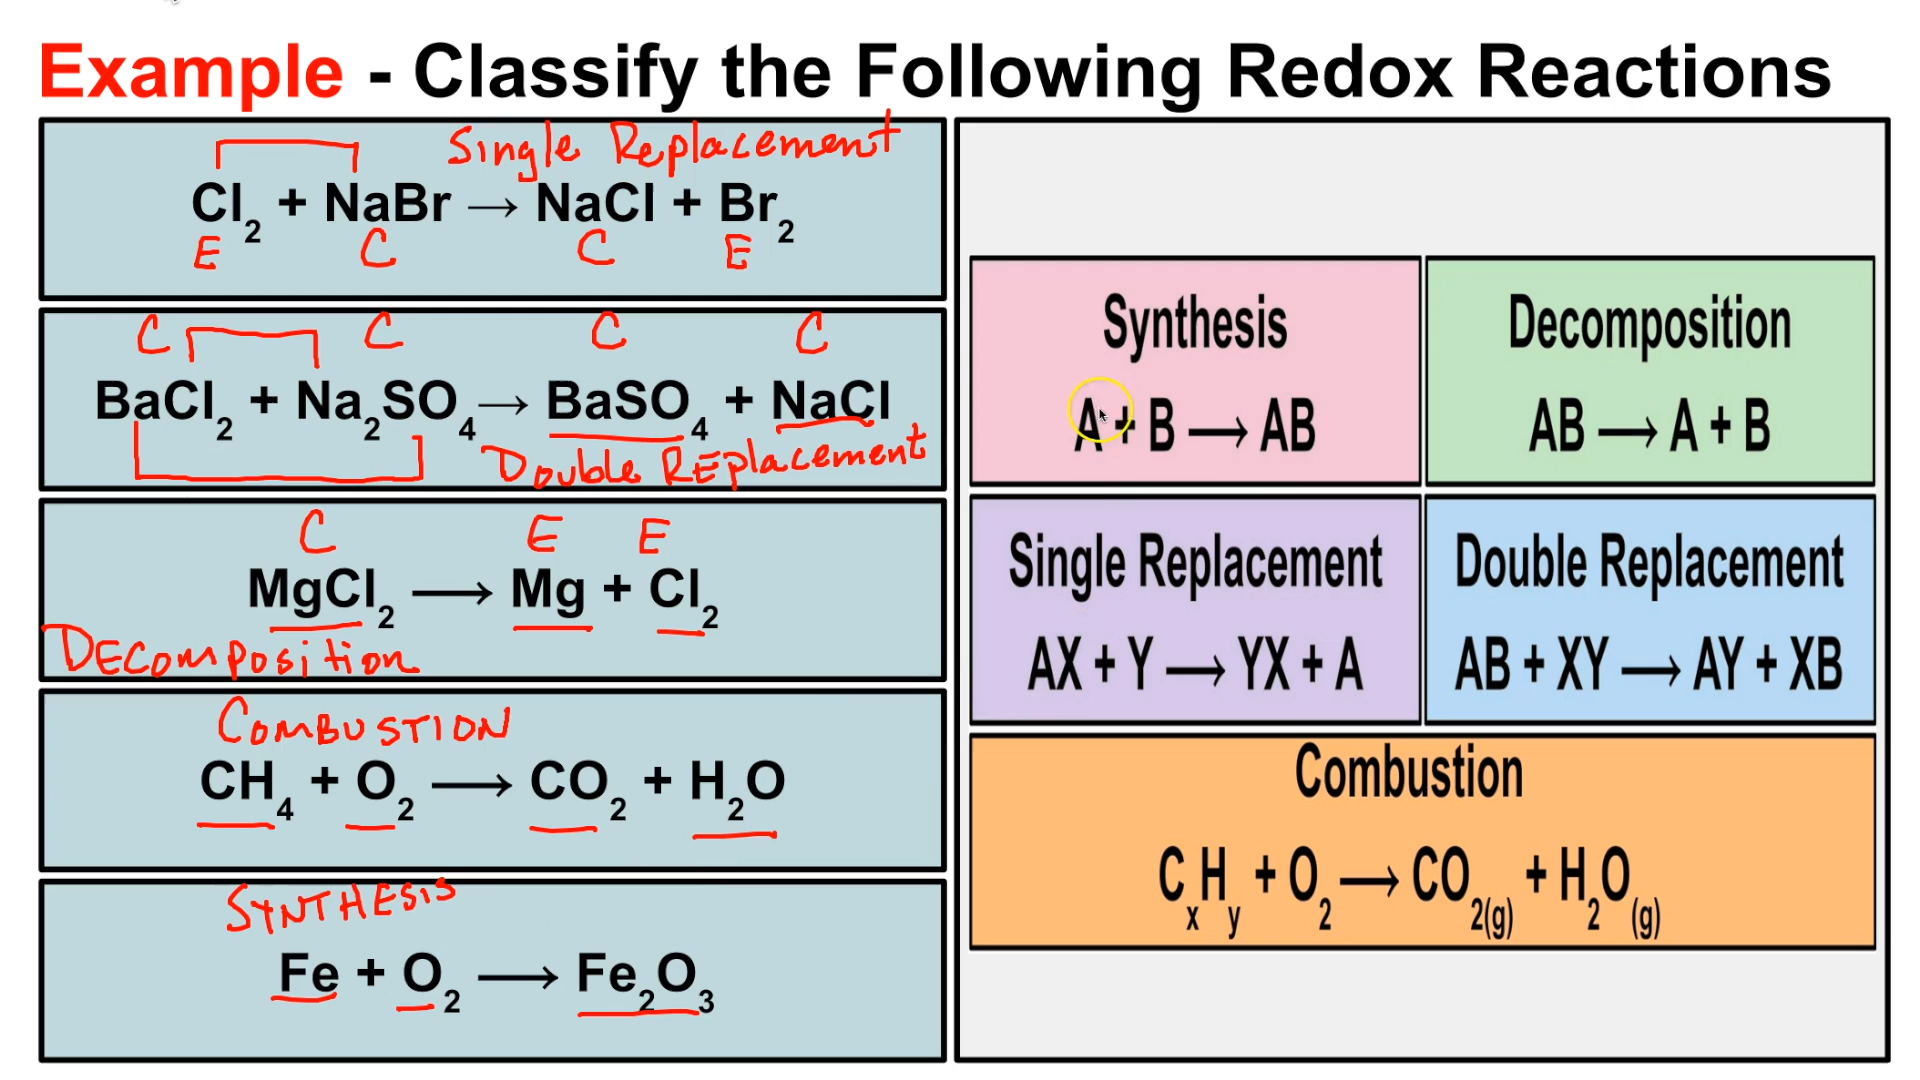 Example - Classify the Following Redox Reactions
Single Replacement
Cl₂ + NaBr → NaCl + Br₂
E C C E
C C C C
BaCl₂ + Na₂SO₄ → BaSO₄ + NaCl
Double REplacement
C E E
MgCl₂ ⟶ Mg + Cl₂
DEComposition
COMBUSTION
CH₄ + O₂ ⟶ CO₂ + H₂O
SYNTHESIS
Fe + O₂ ⟶ Fe₂O₃
Synthesis
A + B ⟶ AB
Decomposition
AB ⟶ A + B
Single Replacement
AX + Y ⟶ YX + A
Double Replacement
AB + XY ⟶ AY + XB
Combustion
CₓHᵧ + O₂ ⟶ CO₂(g) + H₂O(g)